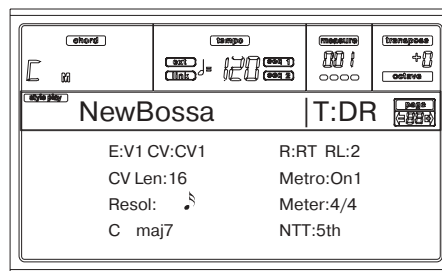 chord tempo measure transpose
C M ext link ♩= 120 seq 1 seq 2 001 +0
octave
style play NewBossa T:DR page
E:V1 CV:CV1 R:RT RL:2
CV Len:16 Metro:On1
Resol: Meter:4/4
C maj7 NTT:5th